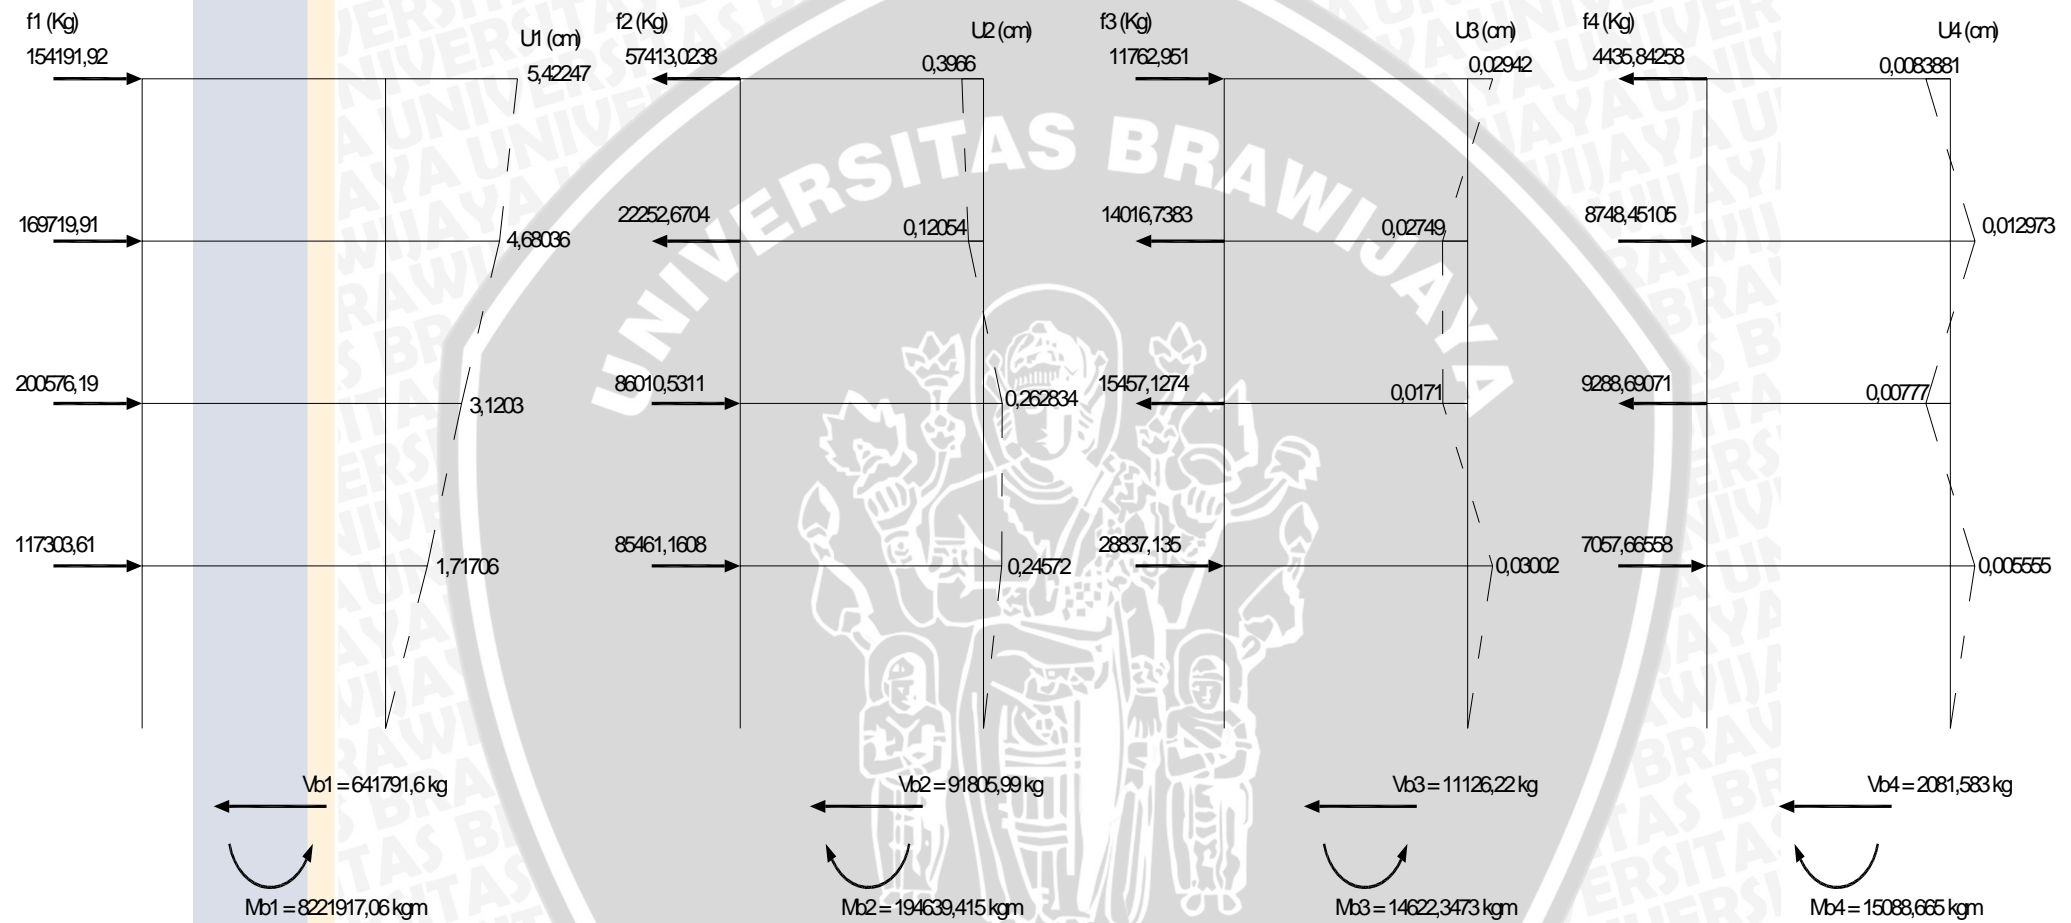 f1 (Kg)
154191,92
U1 (cm)
5,42247
169719,91
4,68036
200576,19
3,1203
117303,61
1,71706
Vb1 = 641791,6 kg
Mb1 = 8221917,06 kgm
f2 (Kg)
57413,0238
U2 (cm)
0,3966
22252,6704
0,12054
86010,5311
0,262834
85461,1608
0,24572
Vb2 = 91805,99 kg
Mb2 = 194639,415 kgm
f3 (Kg)
11762,951
U3 (cm)
0,02942
14016,7383
0,02749
15457,1274
0,0171
28837,135
0,03002
Vb3 = 11126,22 kg
Mb3 = 14622,3473 kgm
f4 (Kg)
4435,84258
U4 (cm)
0,0083881
8748,45105
0,012973
9288,69071
0,00777
7057,66558
0,005555
Vb4 = 2081,583 kg
Mb4 = 15088,665 kgm
UNIVERSITAS BRAWIJAYA